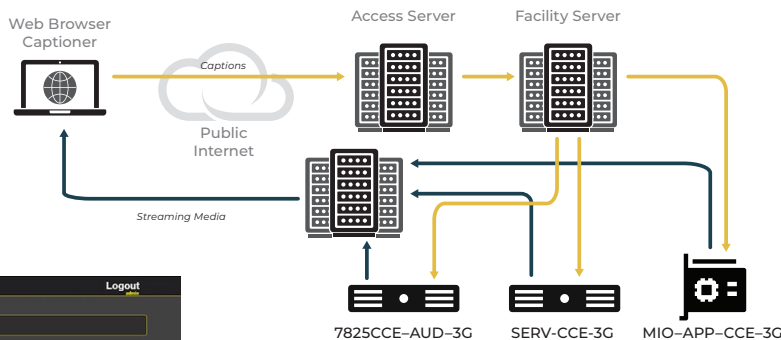 Web Browser
Captioner
Access Server
Facility Server
Captions
Public
Internet
Streaming Media
Logout
admin
7825CCE–AUD–3G
SERV-CCE-3G
MIO–APP–CCE–3G